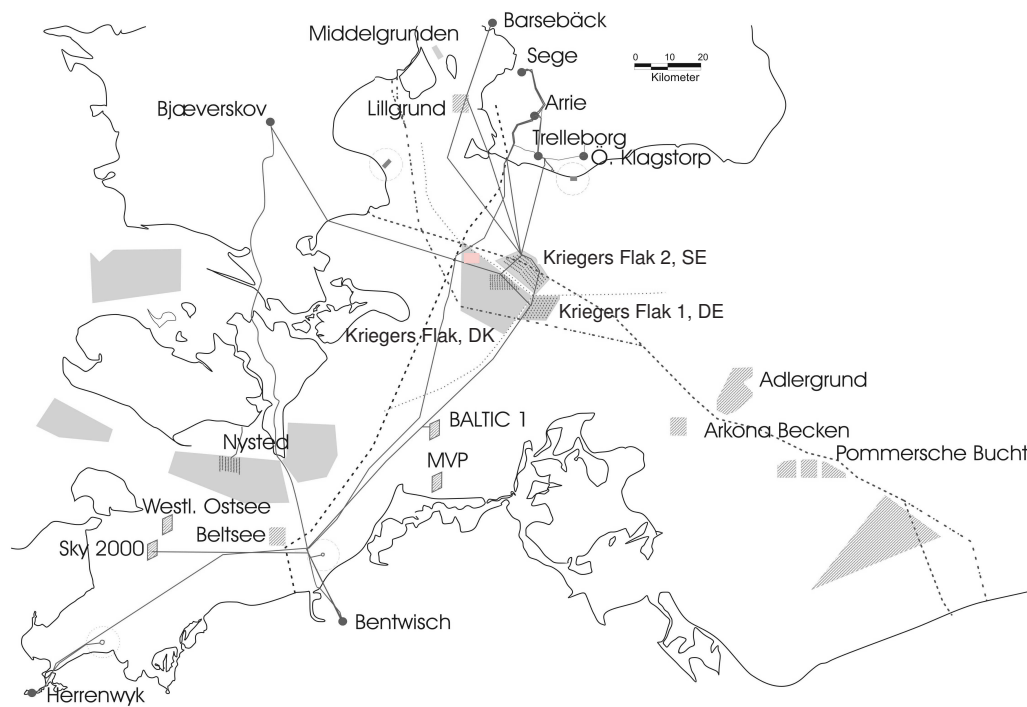 Barsebäck
Middelgrunden
Sege
0 10 20
Kilometer
Bjæverskov
Lillgrund
Arrie
Trelleborg
Ö. Klagstorp
Kriegers Flak 2, SE
Kriegers Flak 1, DE
Kriegers Flak, DK
Adlergrund
BALTIC 1
Arkona Becken
Nysted
MVP
Pommersche Bucht
Westl. Ostsee
Beltsee
Sky 2000
Bentwisch
Herrenwyk